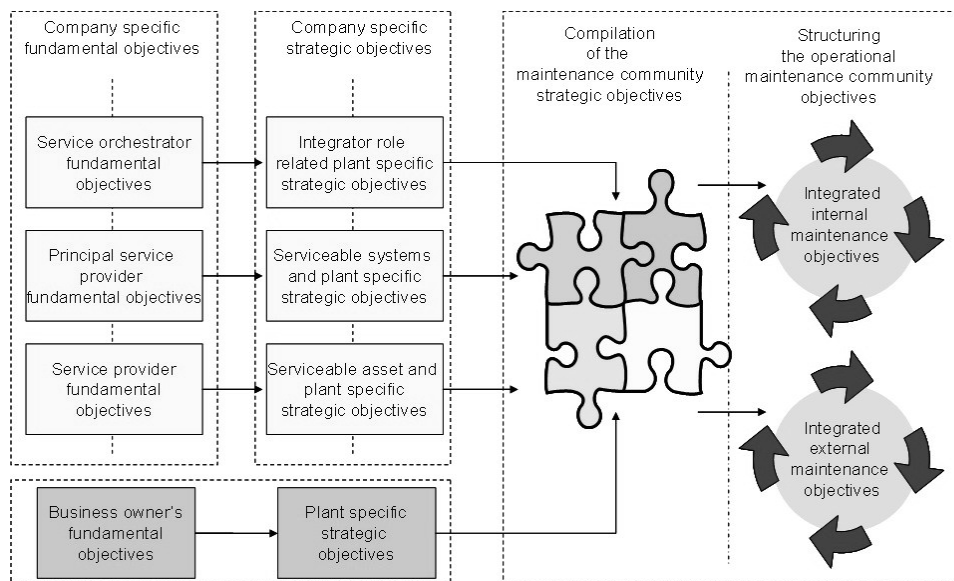 Company specific
fundamental objectives
Company specific
strategic objectives
Compilation
of the
maintenance community
strategic objectives
Structuring
the operational
maintenance community
objectives
Service orchestrator
fundamental
objectives
Integrator role
related plant specific
strategic objectives
Principal service
provider
fundamental objectives
Serviceable systems
and plant specific
strategic objectives
Service provider
fundamental
objectives
Serviceable asset and
plant specific
strategic objectives
Business owner's
fundamental
objectives
Plant specific
strategic
objectives
Integrated
internal
maintenance
objectives
Integrated
external
maintenance
objectives